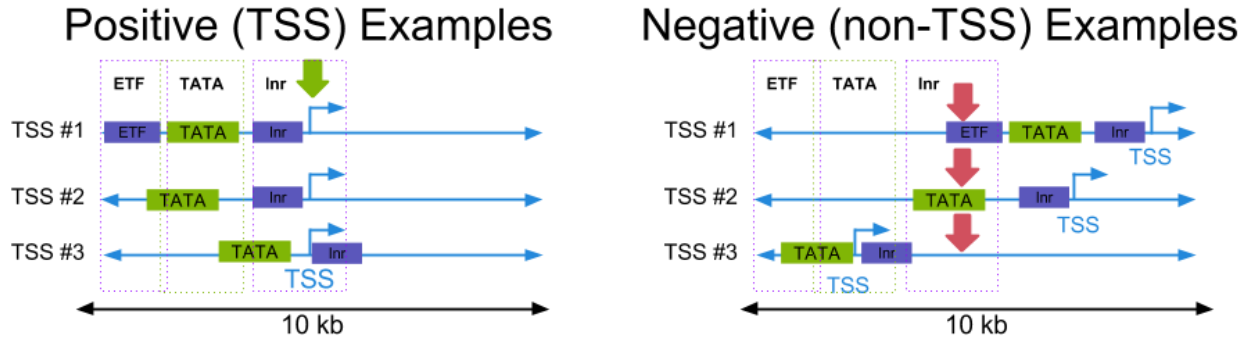 Positive (TSS) Examples
ETF TATA Inr
TSS #1 ETF TATA Inr
TSS #2 TATA Inr
TSS #3 TATA Inr
TSS
10 kb
Negative (non-TSS) Examples
ETF TATA Inr
TSS #1 ETF TATA Inr
TSS
TSS #2 TATA Inr
TSS
TSS #3 TATA Inr
TSS
10 kb